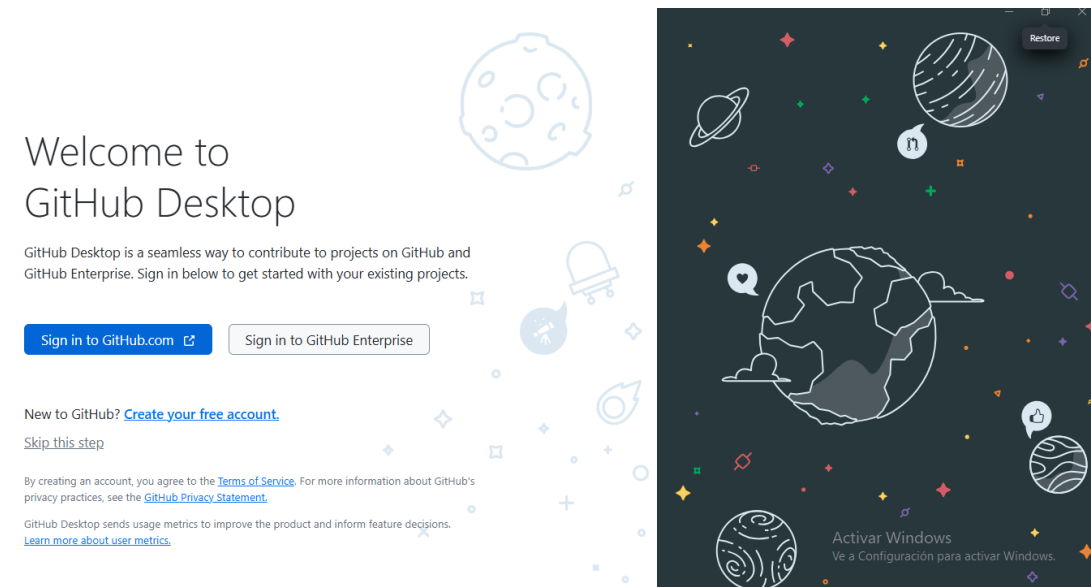 Restore
Welcome to
GitHub Desktop
GitHub Desktop is a seamless way to contribute to projects on GitHub and
GitHub Enterprise. Sign in below to get started with your existing projects.
Sign in to GitHub.com
Sign in to GitHub Enterprise
New to GitHub? Create your free account.
Skip this step
By creating an account, you agree to the Terms of Service. For more information about GitHub's
privacy practices, see the GitHub Privacy Statement.
GitHub Desktop sends usage metrics to improve the product and inform feature decisions.
Learn more about user metrics.
Activar Windows
Ve a Configuración para activar Windows.